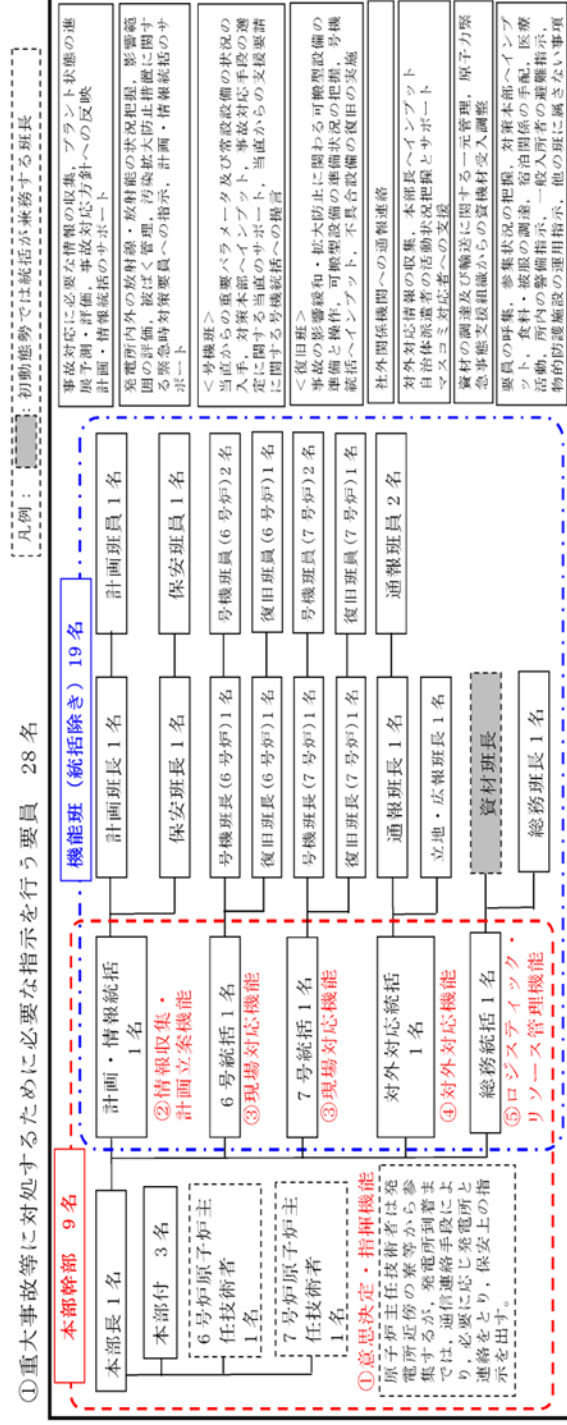 ①重大事故等に対処するために必要な指示を行う要員　28名
凡例：
：初動態勢では統括が兼務する班長
本部幹部　9名
機能班（統括除き）19名
本部長1名
本部付　3名
6号炉原子炉主
任技術者
1名
7号炉原子炉主
任技術者
1名
①意思決定・指揮機能
原子炉主任技術者は発
電所近傍の寮等から参
集するが，発電所到着ま
では，通信連絡手段によ
り，必要に応じ発電所と
連絡をとり，保安上の指
示を出す。
計画・情報統括
1名
②情報収集・
計画立案機能
6号統括1名
③現場対応機能
7号統括1名
③現場対応機能
対外対応統括
1名
④対外対応機能
総務統括1名
⑤ロジスティック・
リソース管理機能
計画班長1名
計画班員1名
保安班長1名
保安班員1名
号機班長(6号炉)1名
号機班員(6号炉)2名
復旧班長(6号炉)1名
復旧班員(6号炉)1名
号機班長(7号炉)1名
号機班員(7号炉)2名
復旧班長(7号炉)1名
復旧班員(7号炉)1名
通報班長1名
通報班員2名
立地・広報班長1名
資材班長
総務班長1名
事故対応に必要な情報の収集，プラント状態の進
展予測・評価，事故対応方針への反映
計画・情報統括のサポート
発電所内外の放射線・放射能の状況把握，影響範
囲の評価，被ばく管理，汚染拡大防止措置に関す
る緊急時対策要員への指示，計画・情報統括のサ
ポート
＜号機班＞
当直からの重要パラメータ及び常設設備の状況の
入手，対策本部へインプット，事故対応手段の選
定に関する当直のサポート，当直からの支援要請
に関する号機統括への提言
＜復旧班＞
事故の影響緩和・拡大防止に関わる可搬型設備の
準備と操作，可搬型設備の準備状況の把握，号機
統括へインプット，不具合設備の復旧の実施
社外関係機関への通報連絡
対外対応情報の収集，本部長へインプット
自治体派遣者の活動状況把握とサポート
マスコミ対応者への支援
資材の調達及び輸送に関する一元管理，原子力緊
急事態支援組織からの資機材受入調整
要員の呼集，参集状況の把握，対策本部へインプ
ット，食料・被服の調達，宿泊関係の手配，医療
活動，所内の警備指示，一般入所者の避難指示，
物的防護施設の運用指示，他の班に属さない事項